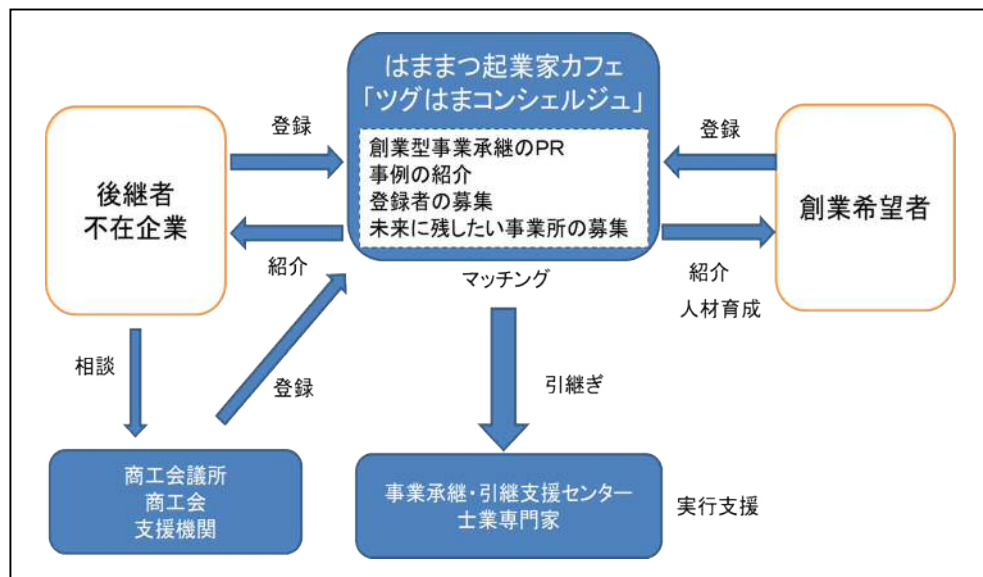 はままつ起業家カフェ
「ツグはまコンシェルジュ」
創業型事業承継のPR
事例の紹介
登録者の募集
未来に残したい事業所の募集
登録
登録
後継者
不在企業
創業希望者
紹介
マッチング
紹介
人材育成
相談
登録
引継ぎ
商工会議所
商工会
支援機関
事業承継・引継支援センター
士業専門家
実行支援